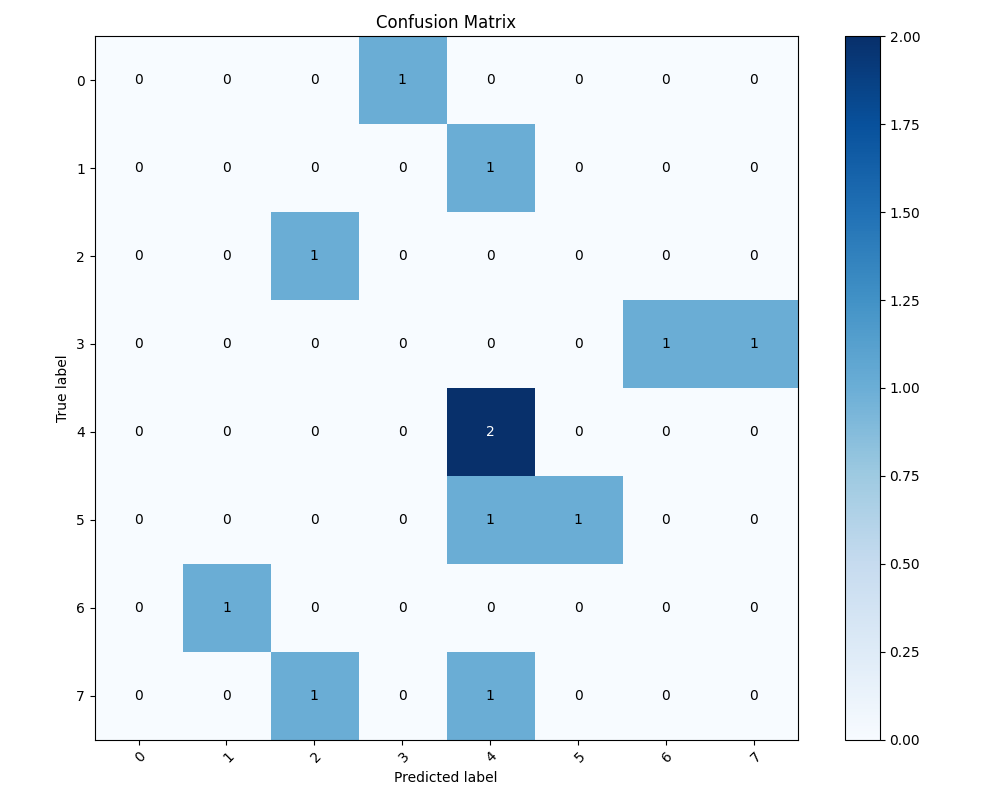 Confusion Matrix
2.00
0 0 0 0 1 0 0 0 0
1.75
1 0 0 0 0 1 0 0 0
1.50
2 0 0 1 0 0 0 0 0
1.25
3 0 0 0 0 0 0 1 1
True label
1.00
4 0 0 0 0 2 0 0 0
0.75
5 0 0 0 0 1 1 0 0
0.50
6 0 1 0 0 0 0 0 0
0.25
7 0 0 1 0 1 0 0 0
0.00
0 1 2 3 4 5 6 7
Predicted label